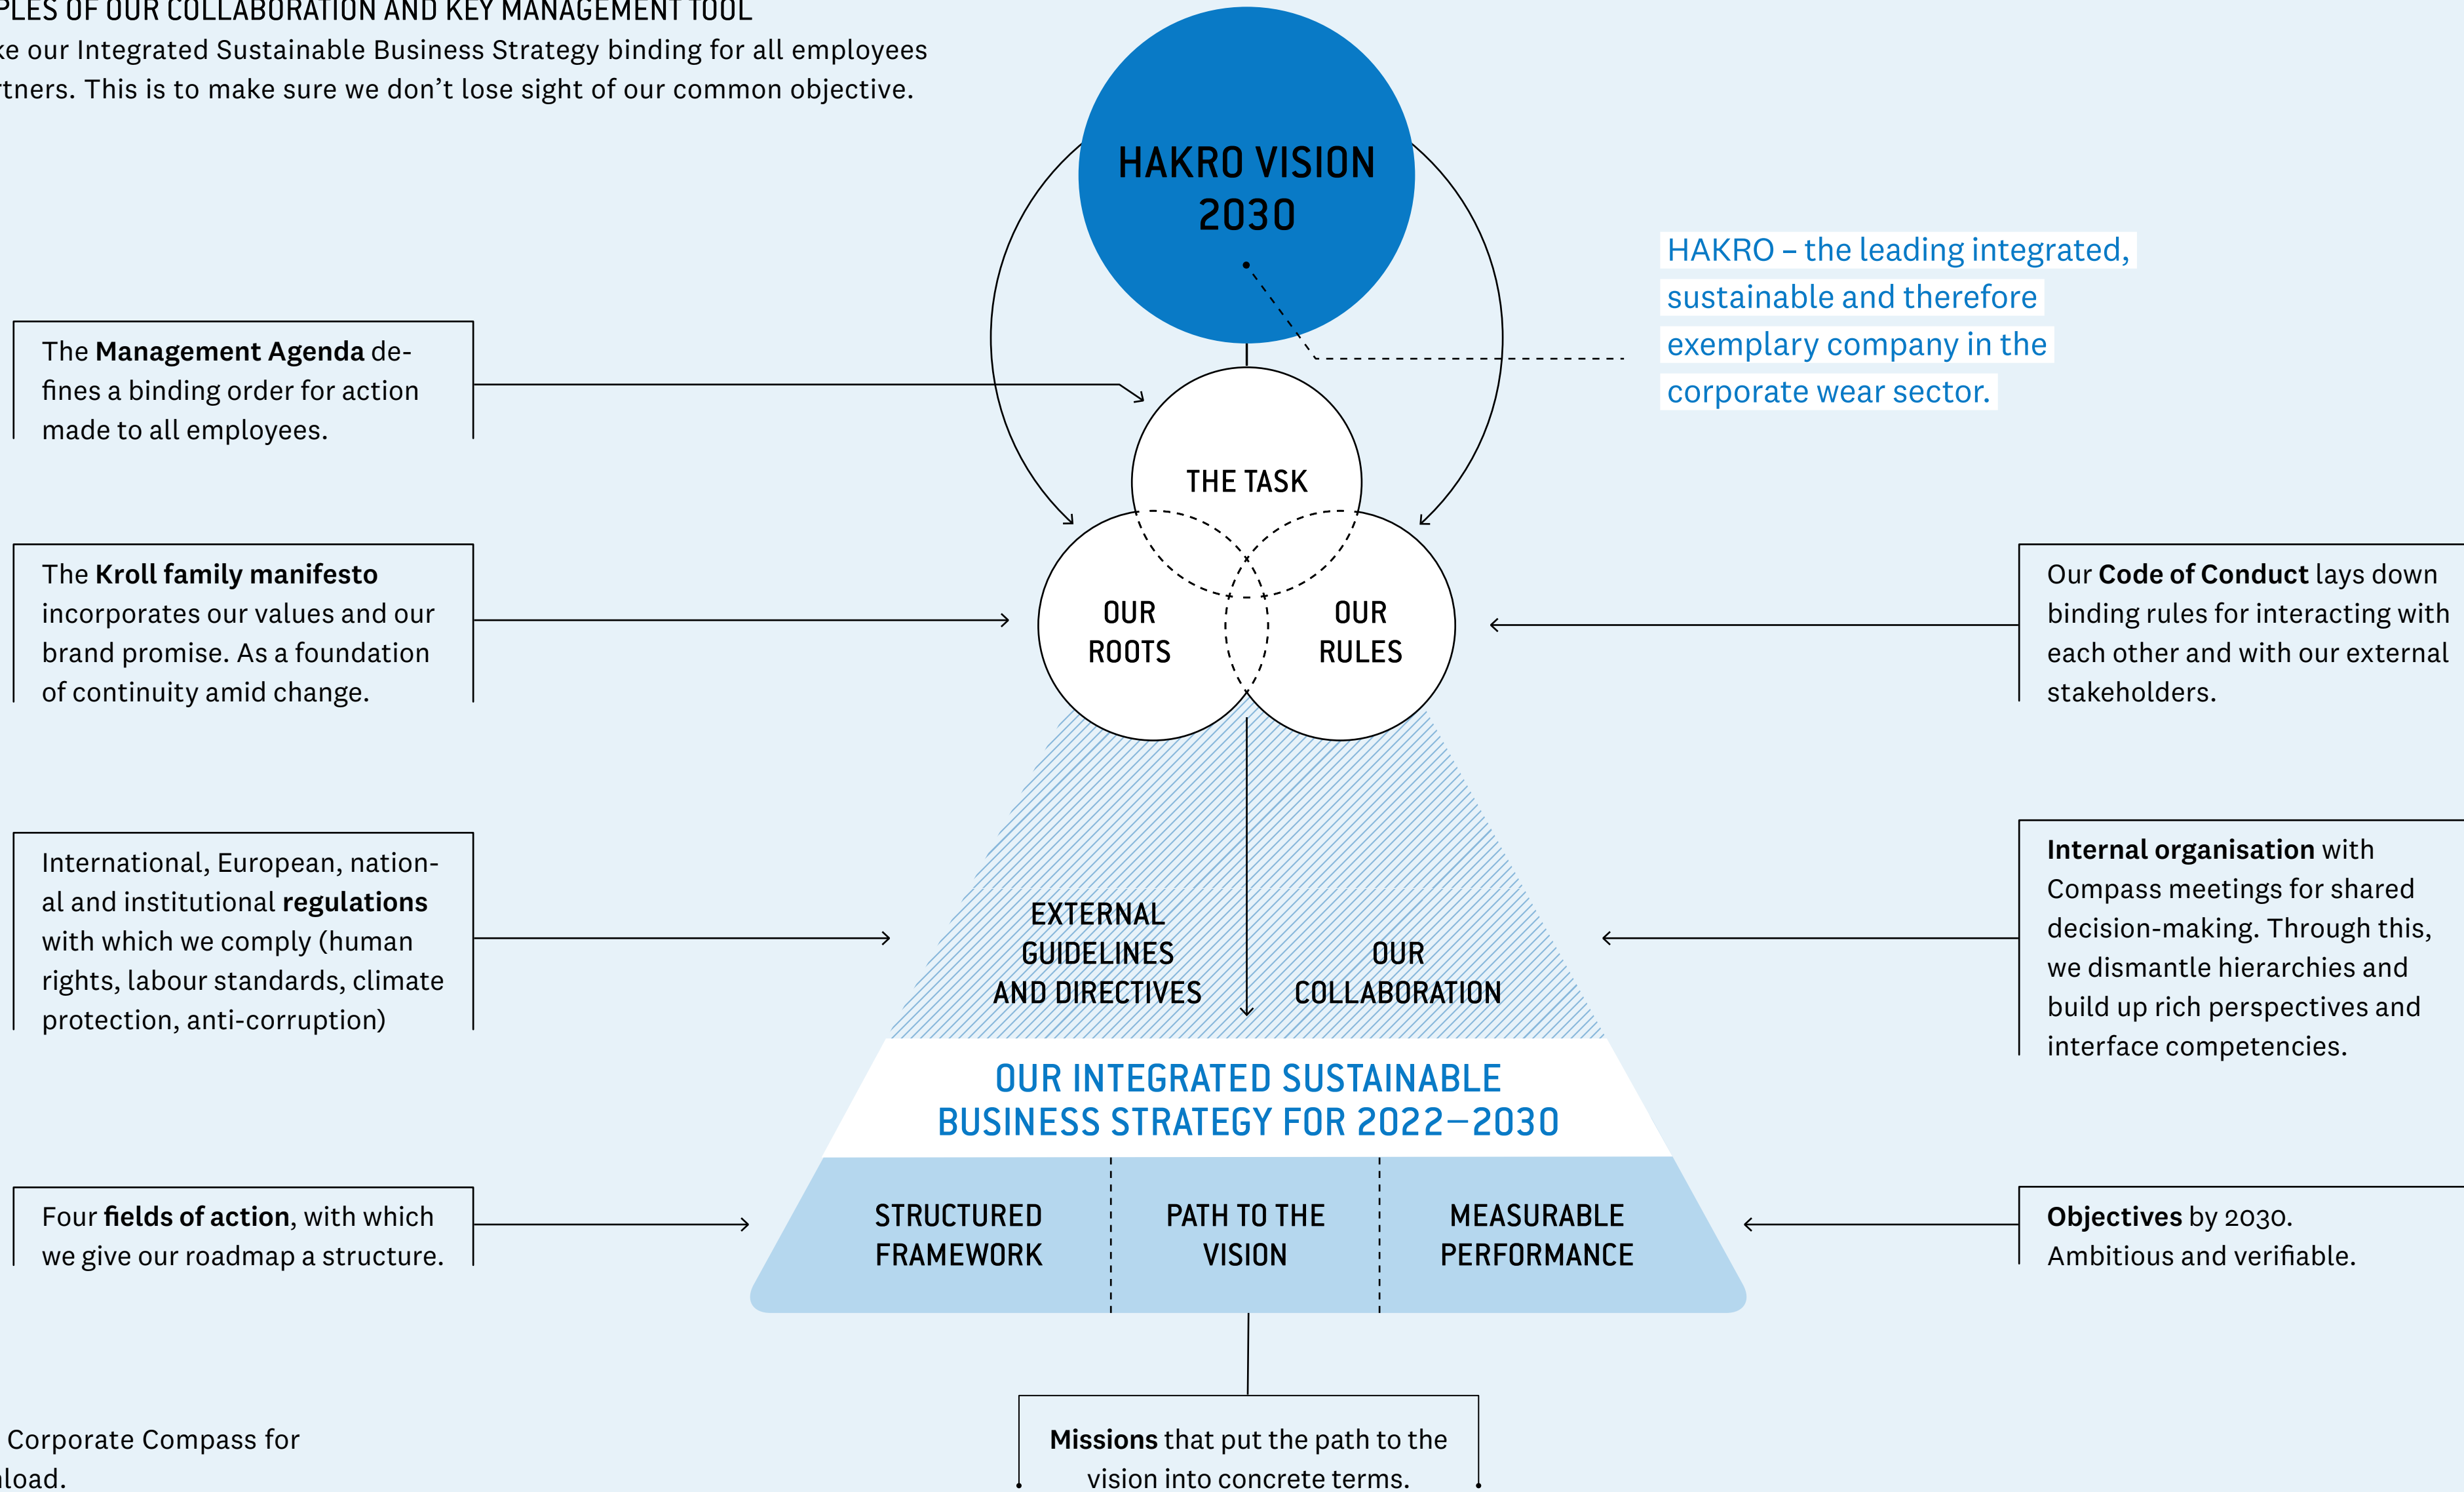 OF OUR COLLABORATION AND KEY MANAGEMENT TOOL
our Integrated Sustainable Business Strategy binding for all employees
This is to make sure we don’t lose sight of our common objective.
HAKRO VISION
2030
HAKRO – the leading integrated,
sustainable and therefore
exemplary company in the
corporate wear sector.
The Management Agenda de-
fines a binding order for action
made to all employees.
THE TASK
The Kroll family manifesto
incorporates our values and our
brand promise. As a foundation
of continuity amid change.
OUR
ROOTS
OUR
RULES
Our Code of Conduct lays down
binding rules for interacting with
each other and with our external
stakeholders.
International, European, nation-
al and institutional regulations
with which we comply (human
rights, labour standards, climate
protection, anti-corruption)
EXTERNAL
GUIDELINES
AND DIRECTIVES
OUR
COLLABORATION
Internal organisation with
Compass meetings for shared
decision-making. Through this,
we dismantle hierarchies and
build up rich perspectives and
interface competencies.
OUR INTEGRATED SUSTAINABLE
BUSINESS STRATEGY FOR 2022–2030
Four fields of action, with which
we give our roadmap a structure.
STRUCTURED
FRAMEWORK
PATH TO THE
VISION
MEASURABLE
PERFORMANCE
Objectives by 2030.
Ambitious and verifiable.
Corporate Compass for
Missions that put the path to the
vision into concrete terms.